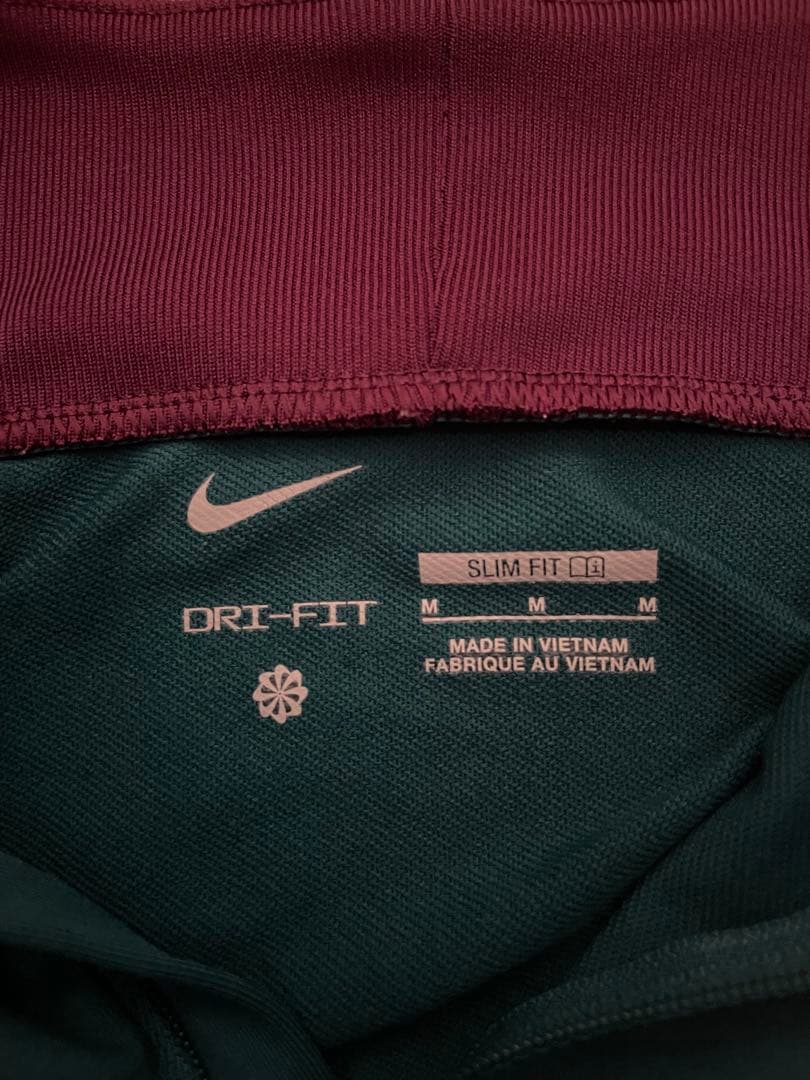 DRI-FIT
SLIM FIT
M M M
MADE IN VIETNAM
FABRIQUE AU VIETNAM